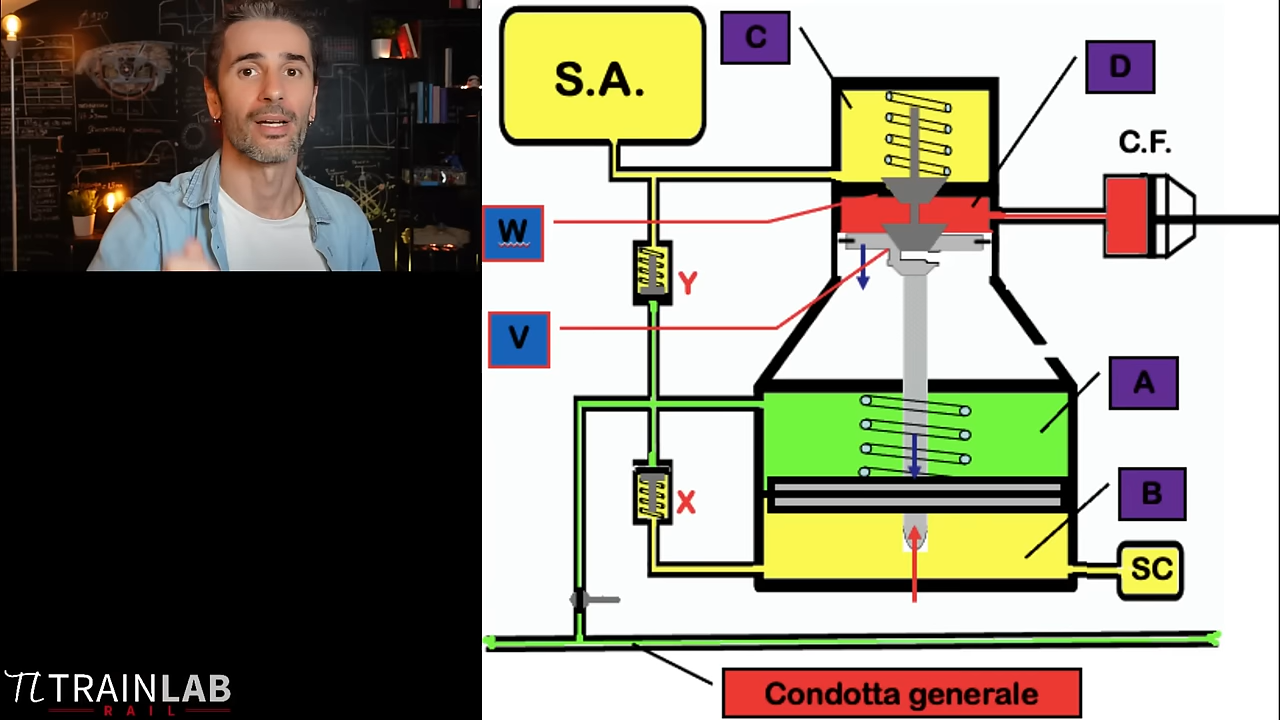 S.A.
C
D
C.F.
W
Y
V
A
X
B
SC
Condotta generale
TRAINLAB
RAIL